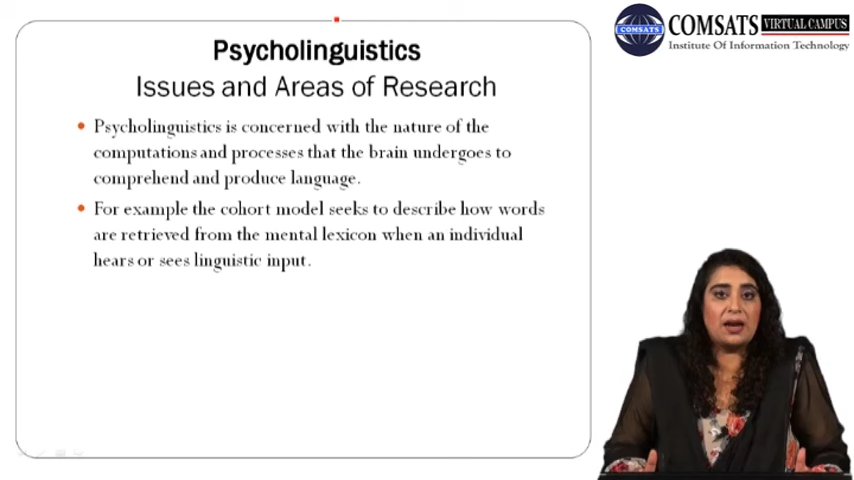 Psycholinguistics
Issues and Areas of Research
Psycholinguistics is concerned with the nature of the
computations and processes that the brain undergoes to
comprehend and produce language.
For example the cohort model seeks to describe how words
are retrieved from the mental lexicon when an individual
hears or sees linguistic input.
COMSATS
COMSATS VIRTUAL CAMPUS
Institute Of Information Technology